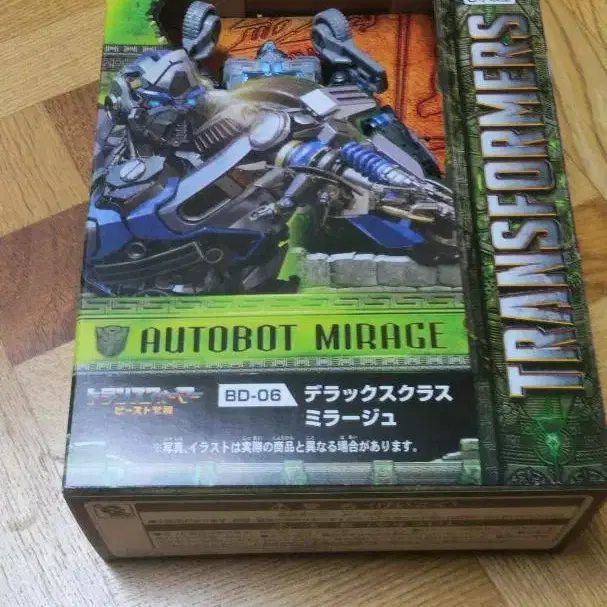 TRANSFORMERS
AUTOBOT MIRAGE
トランスフォーマー
ビースト覚醒
BD-06
デラックスクラス
ミラージュ
※写真、イラストは実際の商品と異なる場合があります。